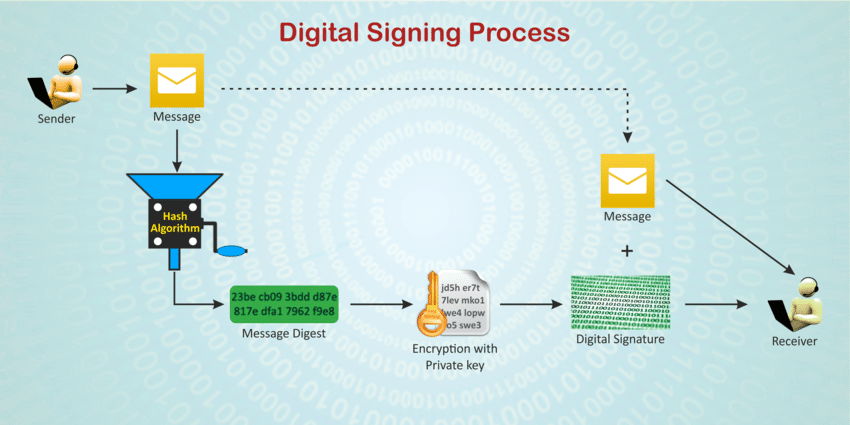 Digital Signing Process
Sender
Message
Hash
Algorithm
23be cb09 3bdd d87e
817e dfa1 7962 f9e8
Message Digest
jd5h er7t
7lev mko1
we4 lopw
o5 swe3
Encryption with
Private key
Message
+
Digital Signature
Receiver